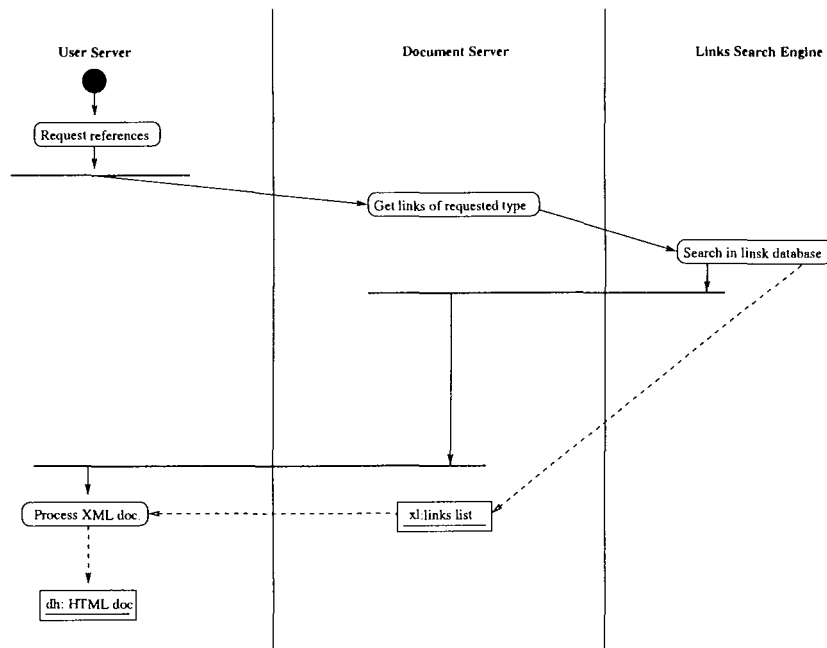 User Server
Document Server
Links Search Engine
Request references
Get links of requested type
Search in linsk database
Process XML doc.
xl:links list
dh: HTML doc